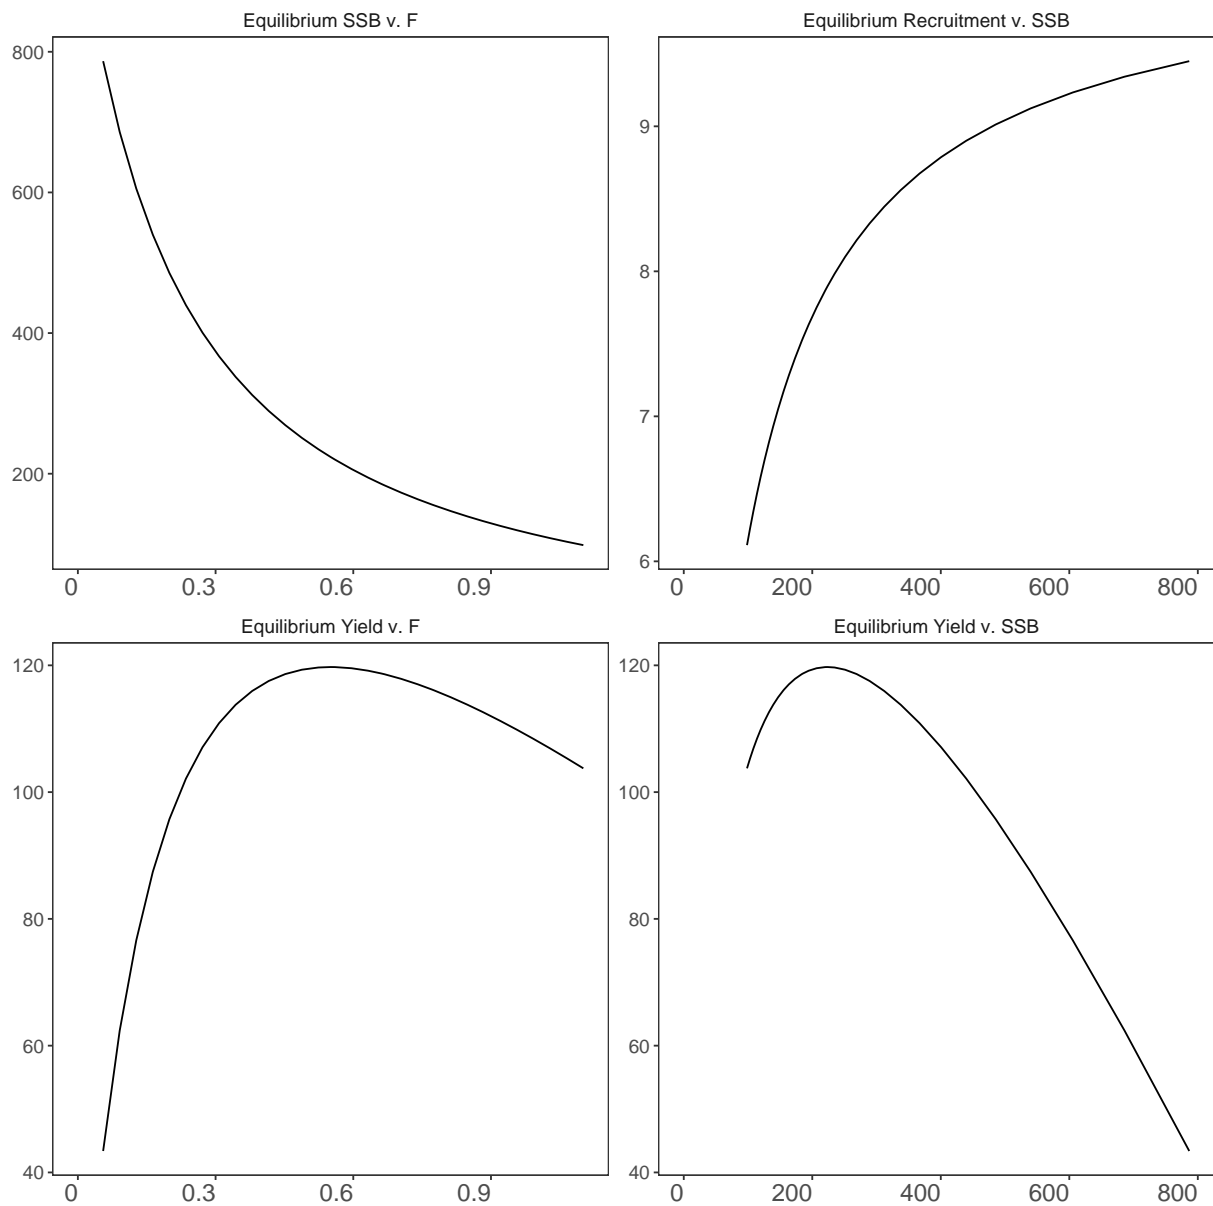 Equilibrium SSB v. F
800
600
400
200
0 0.3 0.6 0.9
Equilibrium Recruitment v. SSB
9
8
7
6
0 200 400 600 800
Equilibrium Yield v. F
120
100
80
60
40
0 0.3 0.6 0.9
Equilibrium Yield v. SSB
120
100
80
60
40
0 200 400 600 800